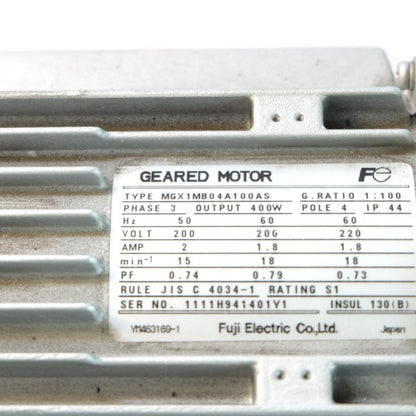 GEARED MOTOR Fe
TYPE MGX1MB04A100AS G.RATIO 1:100
PHASE 3 OUTPUT 400W POLE 4 IP 44
Hz 50 60 60
VOLT 200 200 220
AMP 2 1.8 1.8
min-1 15 18 18
PF 0.74 0.79 0.73
RULE JIS C 4034-1 RATING S1
SER NO. 1111H941401Y1 INSUL 130(B)
YM463169-1 Fuji Electric Co.,Ltd. Japan